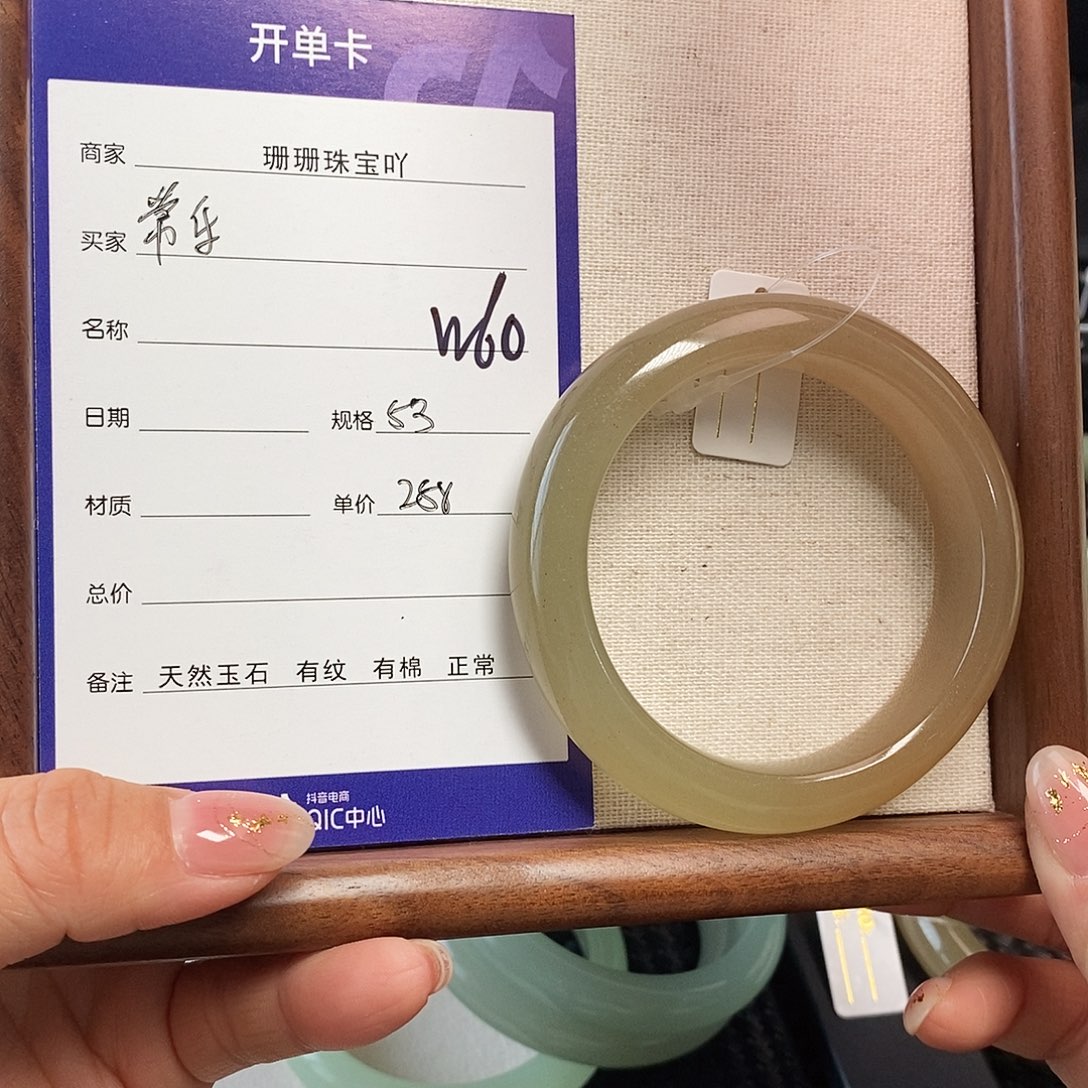 开单卡
商家 珊珊珠宝吖
买家 常乐
名称 W60
日期 规格 53
材质 单价 258
总价
备注 天然玉石 有纹 有棉 正常
抖音电商
QIC中心